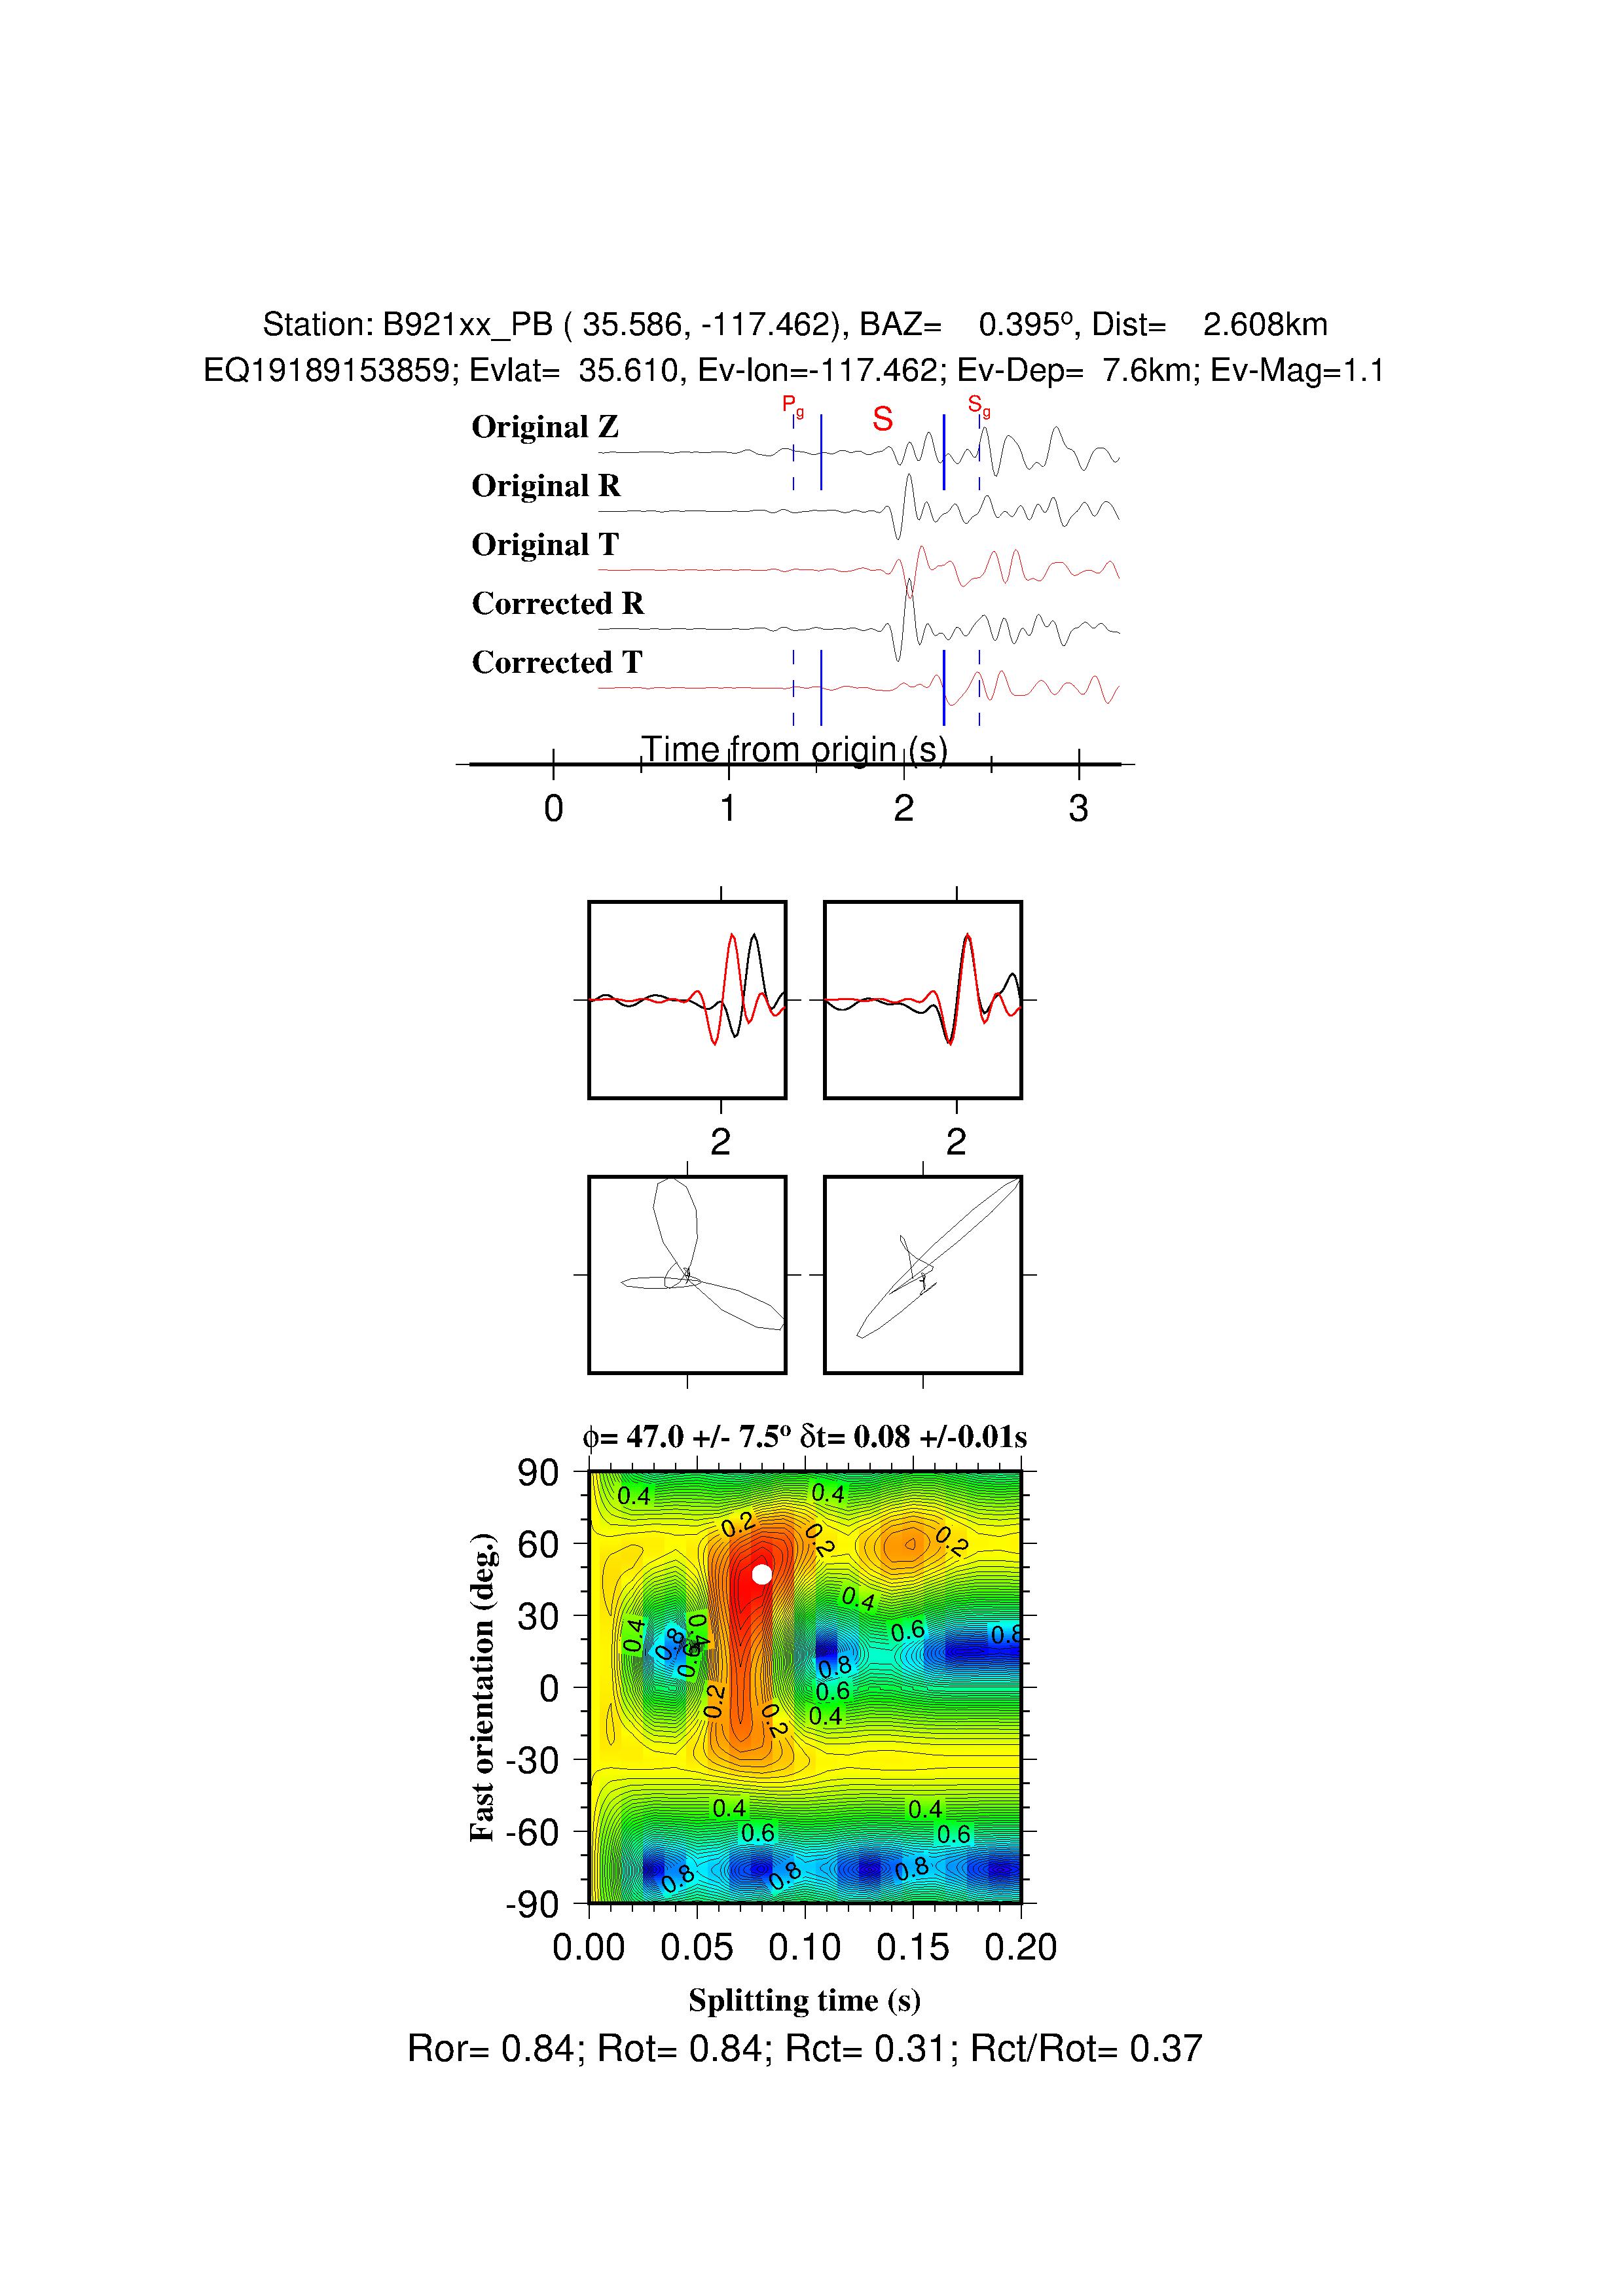 Station: B921xx_PB ( 35.586, -117.462), BAZ= 0.395º, Dist= 2.608km
EQ19189153859; Evlat= 35.610, Ev-lon=-117.462; Ev-Dep= 7.6km; Ev-Mag=1.1
Pg S Sg
Original Z
Original R
Original T
Corrected R
Corrected T
Time from origin (s)
0 1 2 3
2 2
ϕ= 47.0 +/- 7.5º δt= 0.08 +/-0.01s
Fast orientation (deg.)
90
60
30
0
-30
-60
-90
0.4 0.4
0.2 0.2 0.2
0.4
0.4 0.8 0.4 0.6 0.6 0.8
0.8
0.2 0.6
0.2 0.4
0.4 0.4
0.6 0.6
0.8 0.8 0.8
0.00 0.05 0.10 0.15 0.20
Splitting time (s)
Ror= 0.84; Rot= 0.84; Rct= 0.31; Rct/Rot= 0.37